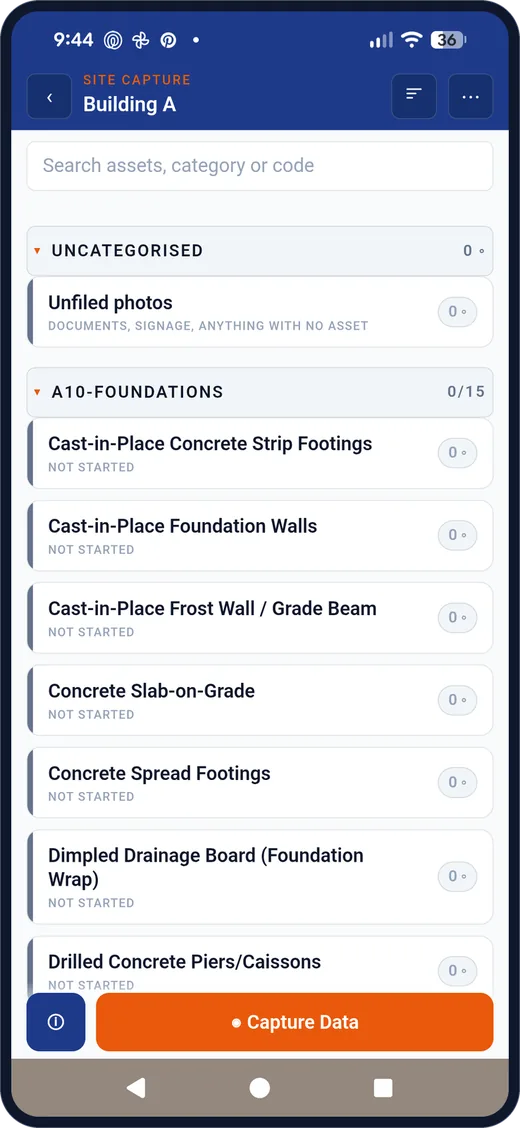 9:44
36
SITE CAPTURE
Building A
Search assets, category or code
UNCATEGORISED
0
Unfiled photos
DOCUMENTS, SIGNAGE, ANYTHING WITH NO ASSET
0
A10-FOUNDATIONS
0/15
Cast-in-Place Concrete Strip Footings
NOT STARTED
0
Cast-in-Place Foundation Walls
NOT STARTED
0
Cast-in-Place Frost Wall / Grade Beam
NOT STARTED
0
Concrete Slab-on-Grade
NOT STARTED
0
Concrete Spread Footings
NOT STARTED
0
Dimpled Drainage Board (Foundation
Wrap)
NOT STARTED
0
Drilled Concrete Piers/Caissons
NOT STARTED
0
Capture Data